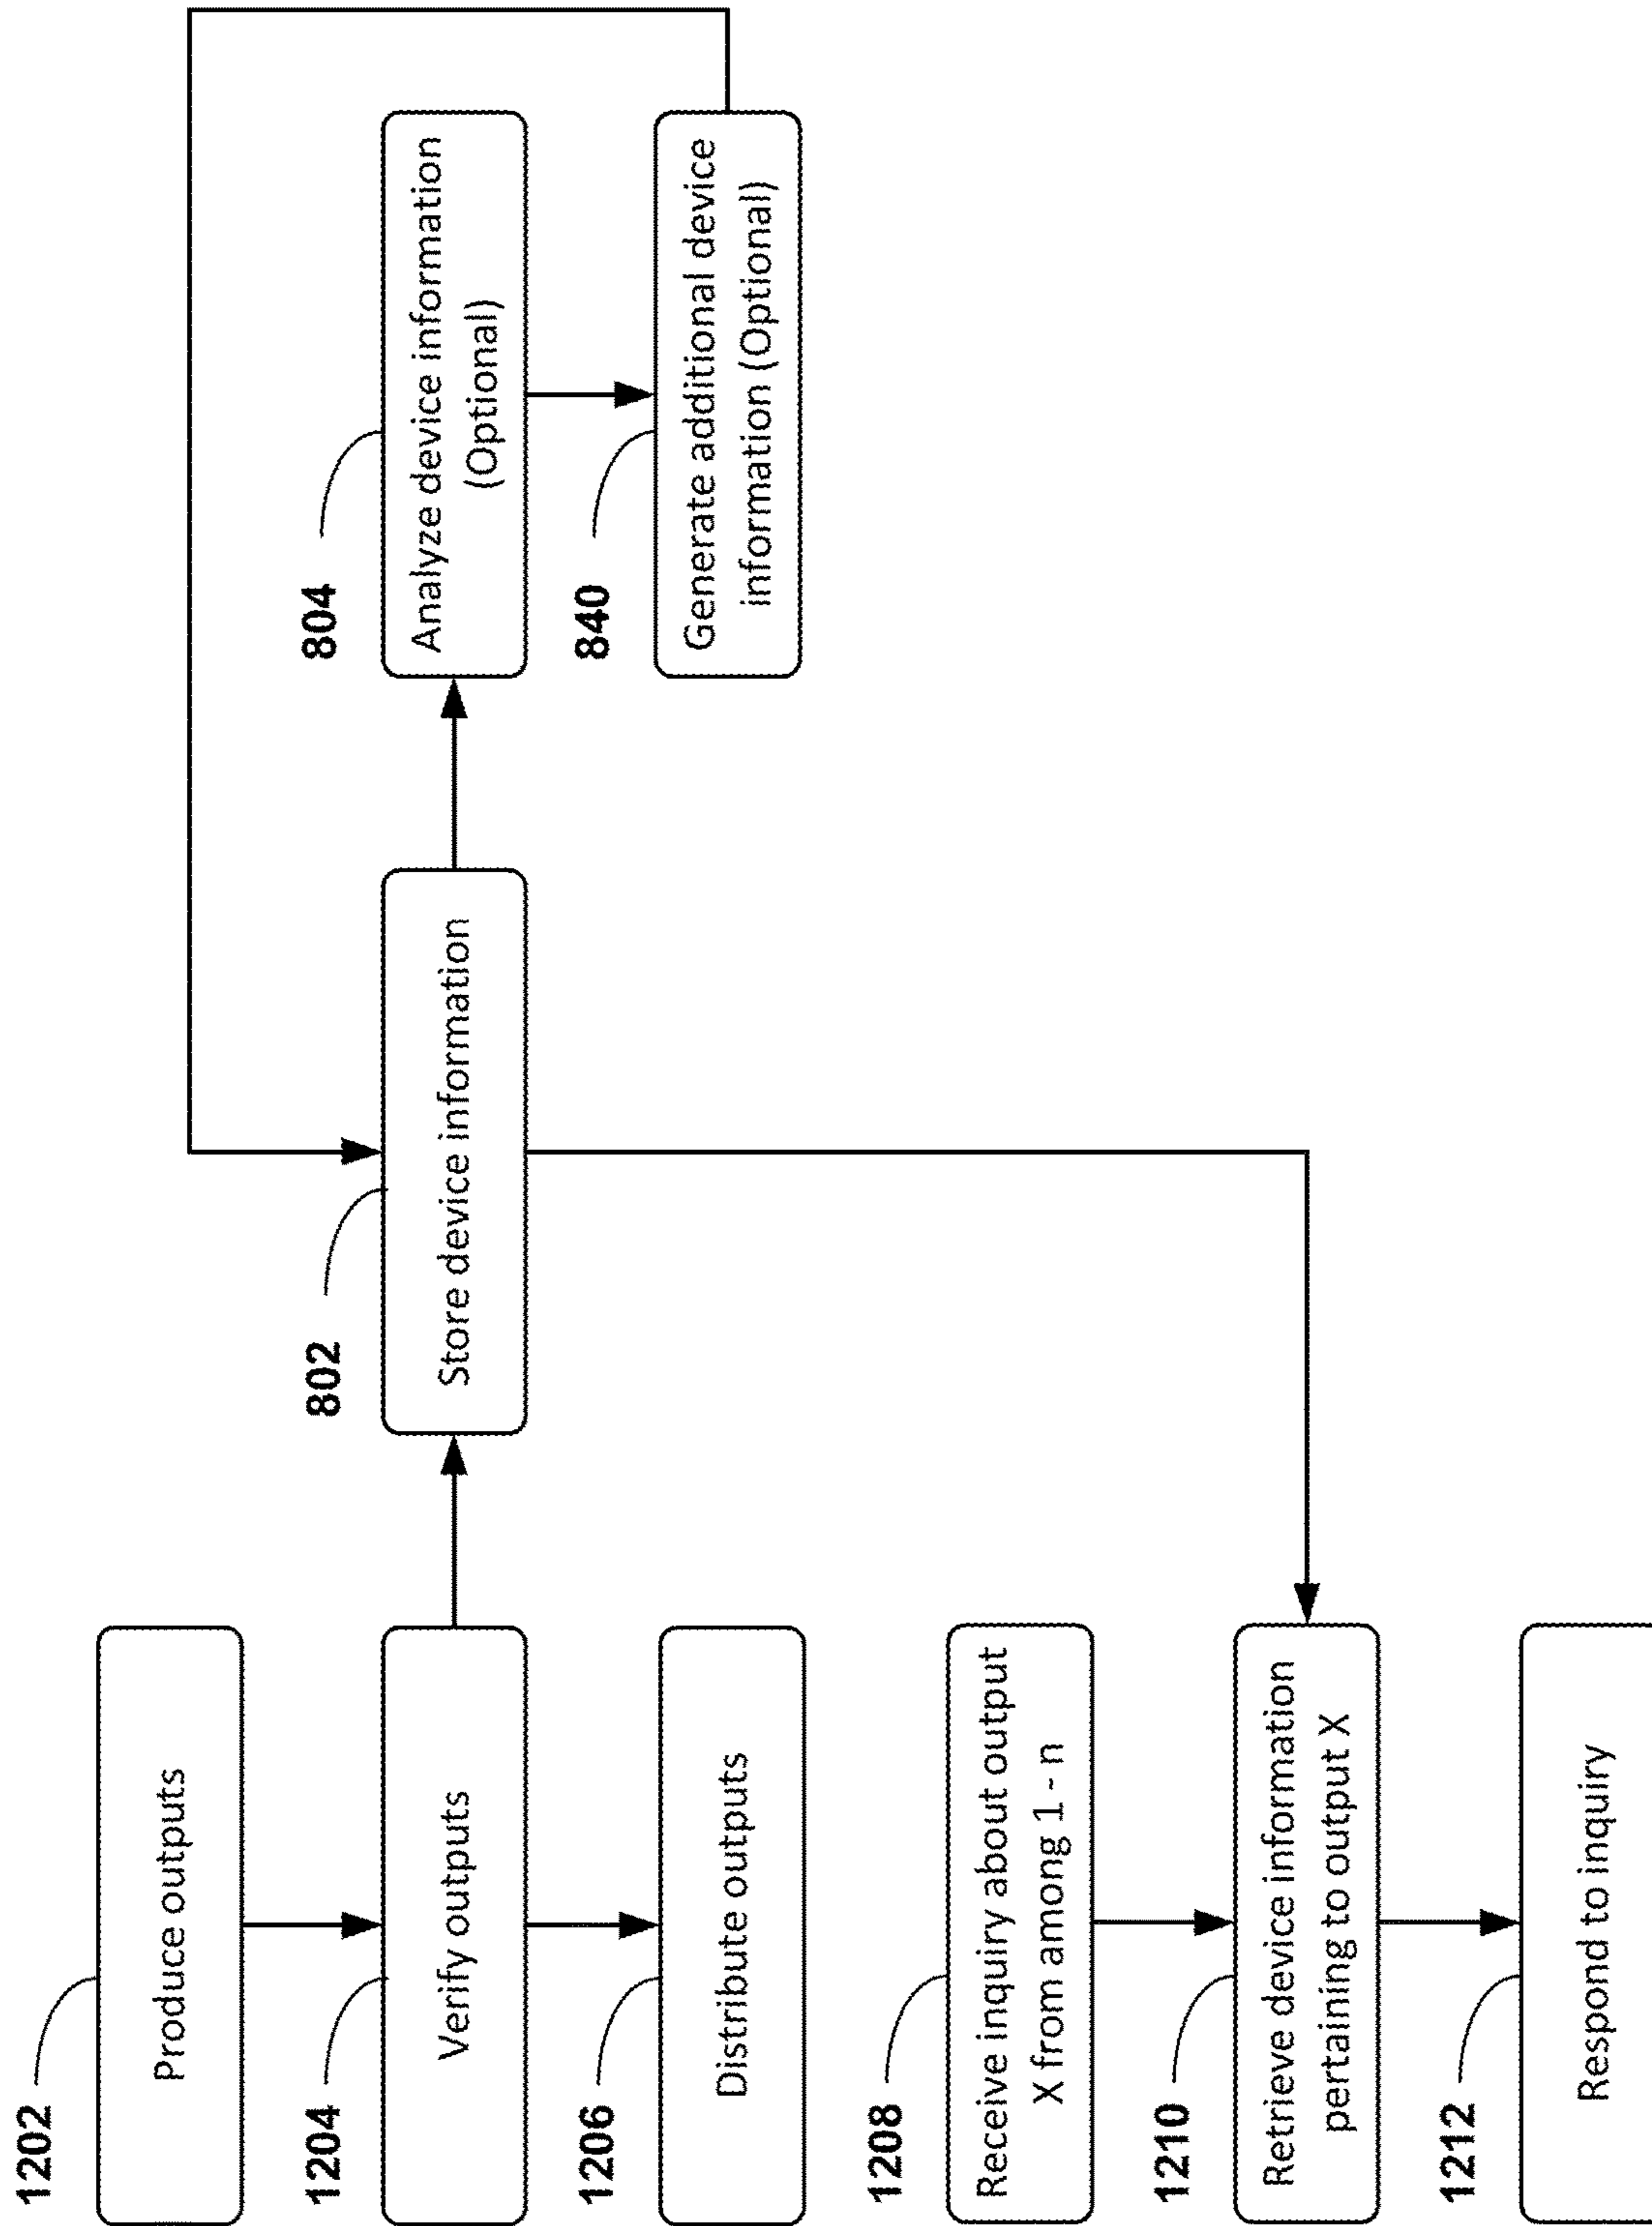 1202
Produce outputs
1204
Verify outputs
1206
Distribute outputs
802
Store device information
804
Analyze device information
(Optional)
840
Generate additional device
information (Optional)
1208
Receive inquiry about output
X from among 1 - n
1210
Retrieve device information
pertaining to output X
1212
Respond to inquiry